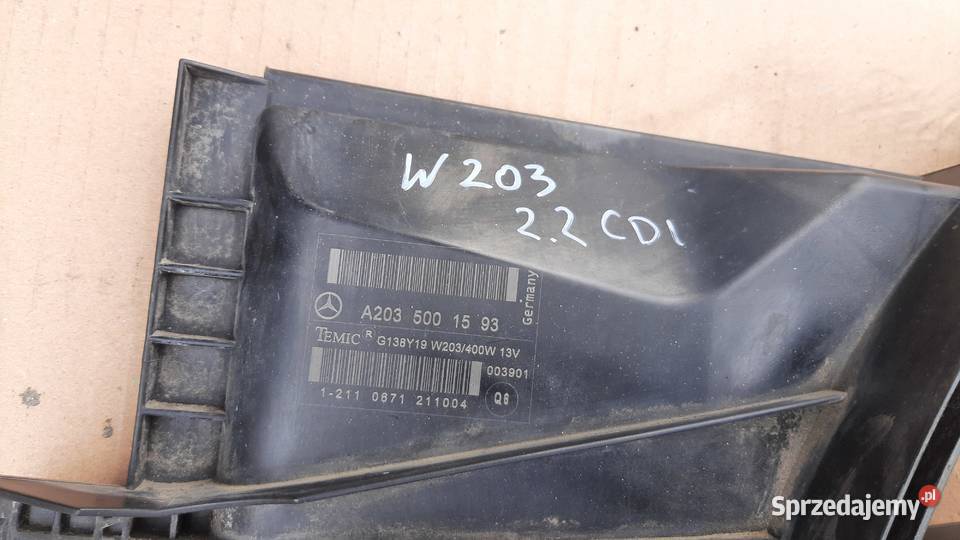 W 203
2.2 CDI
Germany
A203 500 15 93
TEMIC R G138Y19 W203/400W 13V
003901
1-211 0671 211004 Q6
Sprzedajemy.pl